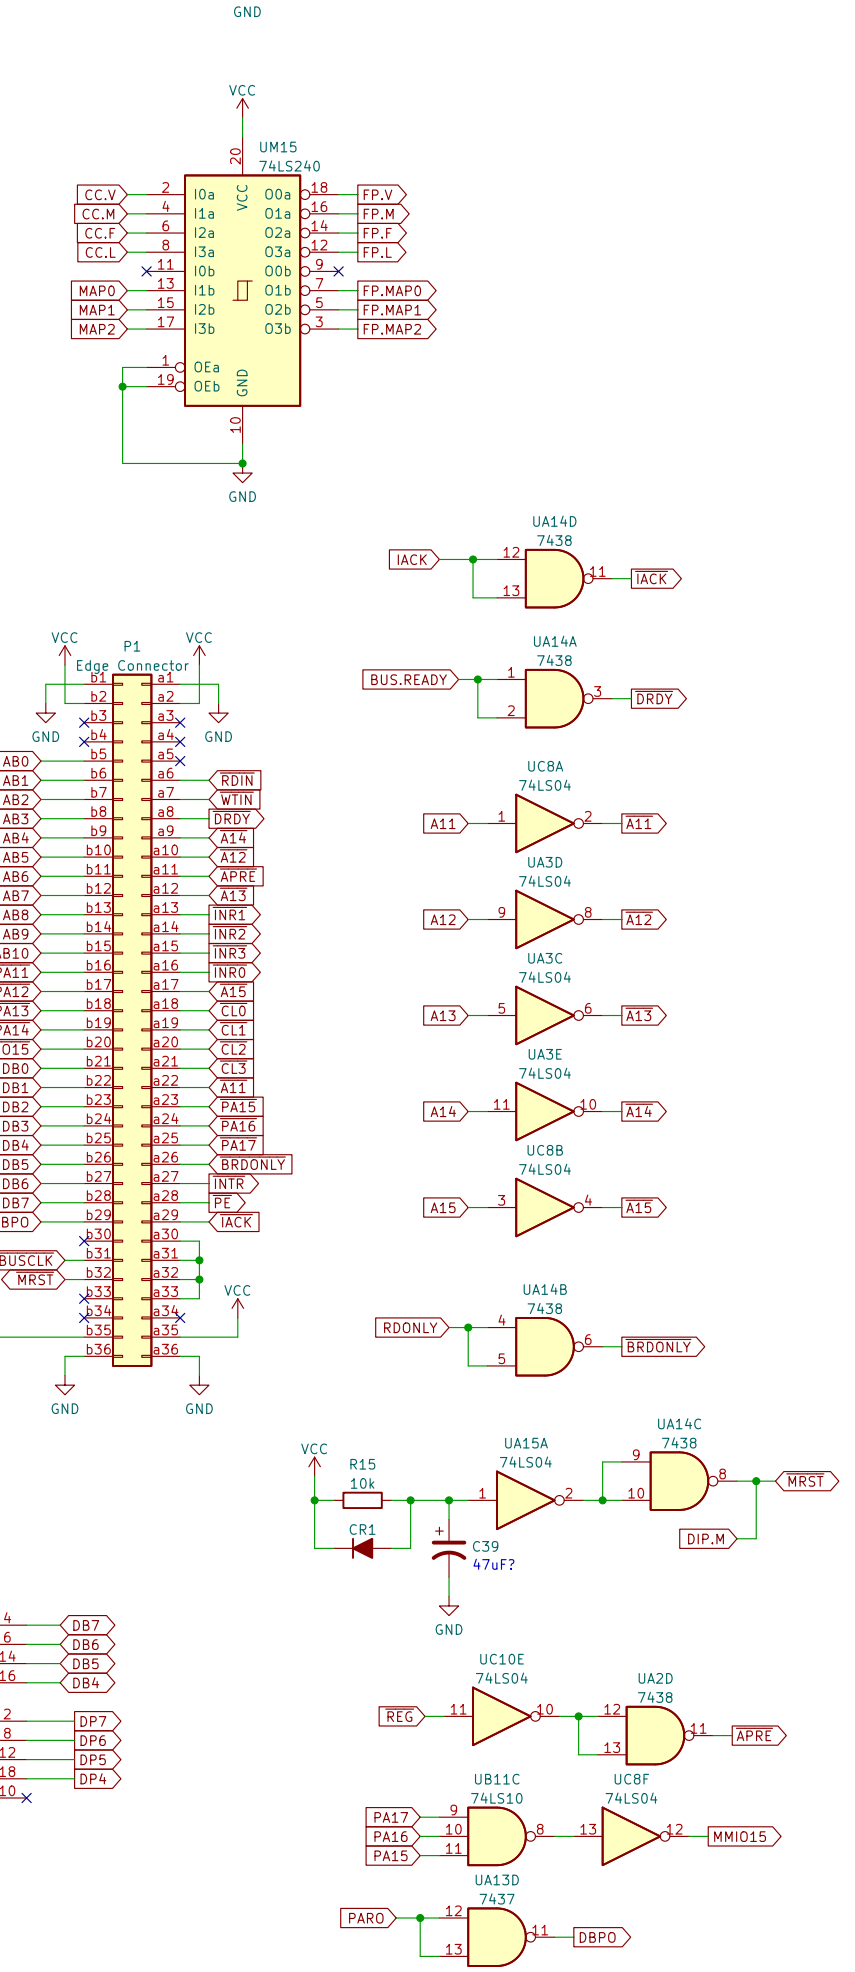 GND
VCC
UM15
74LS240
20
VCC
CC.V 2 I0a O0a 18 FP.V
CC.M 4 I1a O1a 16 FP.M
CC.F 6 I2a O2a 14 FP.F
CC.L 8 I3a O3a 12 FP.L
11 I0b O0b 9
MAP0 13 I1b O1b 7 FP.MAP0
MAP1 15 I2b O2b 5 FP.MAP1
MAP2 17 I3b O3b 3 FP.MAP2
1 OEa
19 OEb
GND
10
GND
UA14D
7438
IACK 12 13 11 IACK
UA14A
7438
BUS.READY 1 2 3 DRDY
VCC P1 VCC
Edge Connector
b1 a1
b2 a2
b3 a3
GND GND
b4 a4
AB0 b5 a5
AB1 b6 a6 RDIN
AB2 b7 a7 WTIN
AB3 b8 a8 DRDY
AB4 b9 a9 A14
AB5 b10 a10 A12
AB6 b11 a11 APRE
AB7 b12 a12 A13
AB8 b13 a13 INR1
AB9 b14 a14 INR2
AB10 b15 a15 INR3
PA11 b16 a16 INR0
PA12 b17 a17 A15
PA13 b18 a18 CL0
PA14 b19 a19 CL1
O15 b20 a20 CL2
DB0 b21 a21 CL3
DB1 b22 a22 A11
DB2 b23 a23 PA15
DB3 b24 a24 PA16
DB4 b25 a25 PA17
DB5 b26 a26 BRDONLY
DB6 b27 a27 INTR
DB7 b28 a28 PE
BPO b29 a29 IACK
b30 a30
BUSCLK b31 a31
MRST b32 a32
b33 a33
VCC
b34 a34
b35 a35
b36 a36
GND GND
UC8A
74LS04
A11 1 2 A11
UA3D
74LS04
A12 9 8 A12
UA3C
74LS04
A13 5 6 A13
UA3E
74LS04
A14 11 10 A14
UC8B
74LS04
A15 3 4 A15
UA14B
7438
RDONLY 4 5 6 BRDONLY
VCC
R15
10k
CR1
C39
47uF?
+
GND
UA15A
74LS04
1 2
UA14C
7438
9 10 8 MRST
DIP.M
4 DB7
6 DB6
14 DB5
16 DB4
2 DP7
8 DP6
12 DP5
18 DP4
10
UC10E
74LS04
REG 11 10
UA2D
7438
12 13 11 APRE
UB11C
74LS10
PA17 9
PA16 10 8
PA15 11
UC8F
74LS04
13 12 MMIO15
UA13D
7437
PARO 12 13 11 DBPO